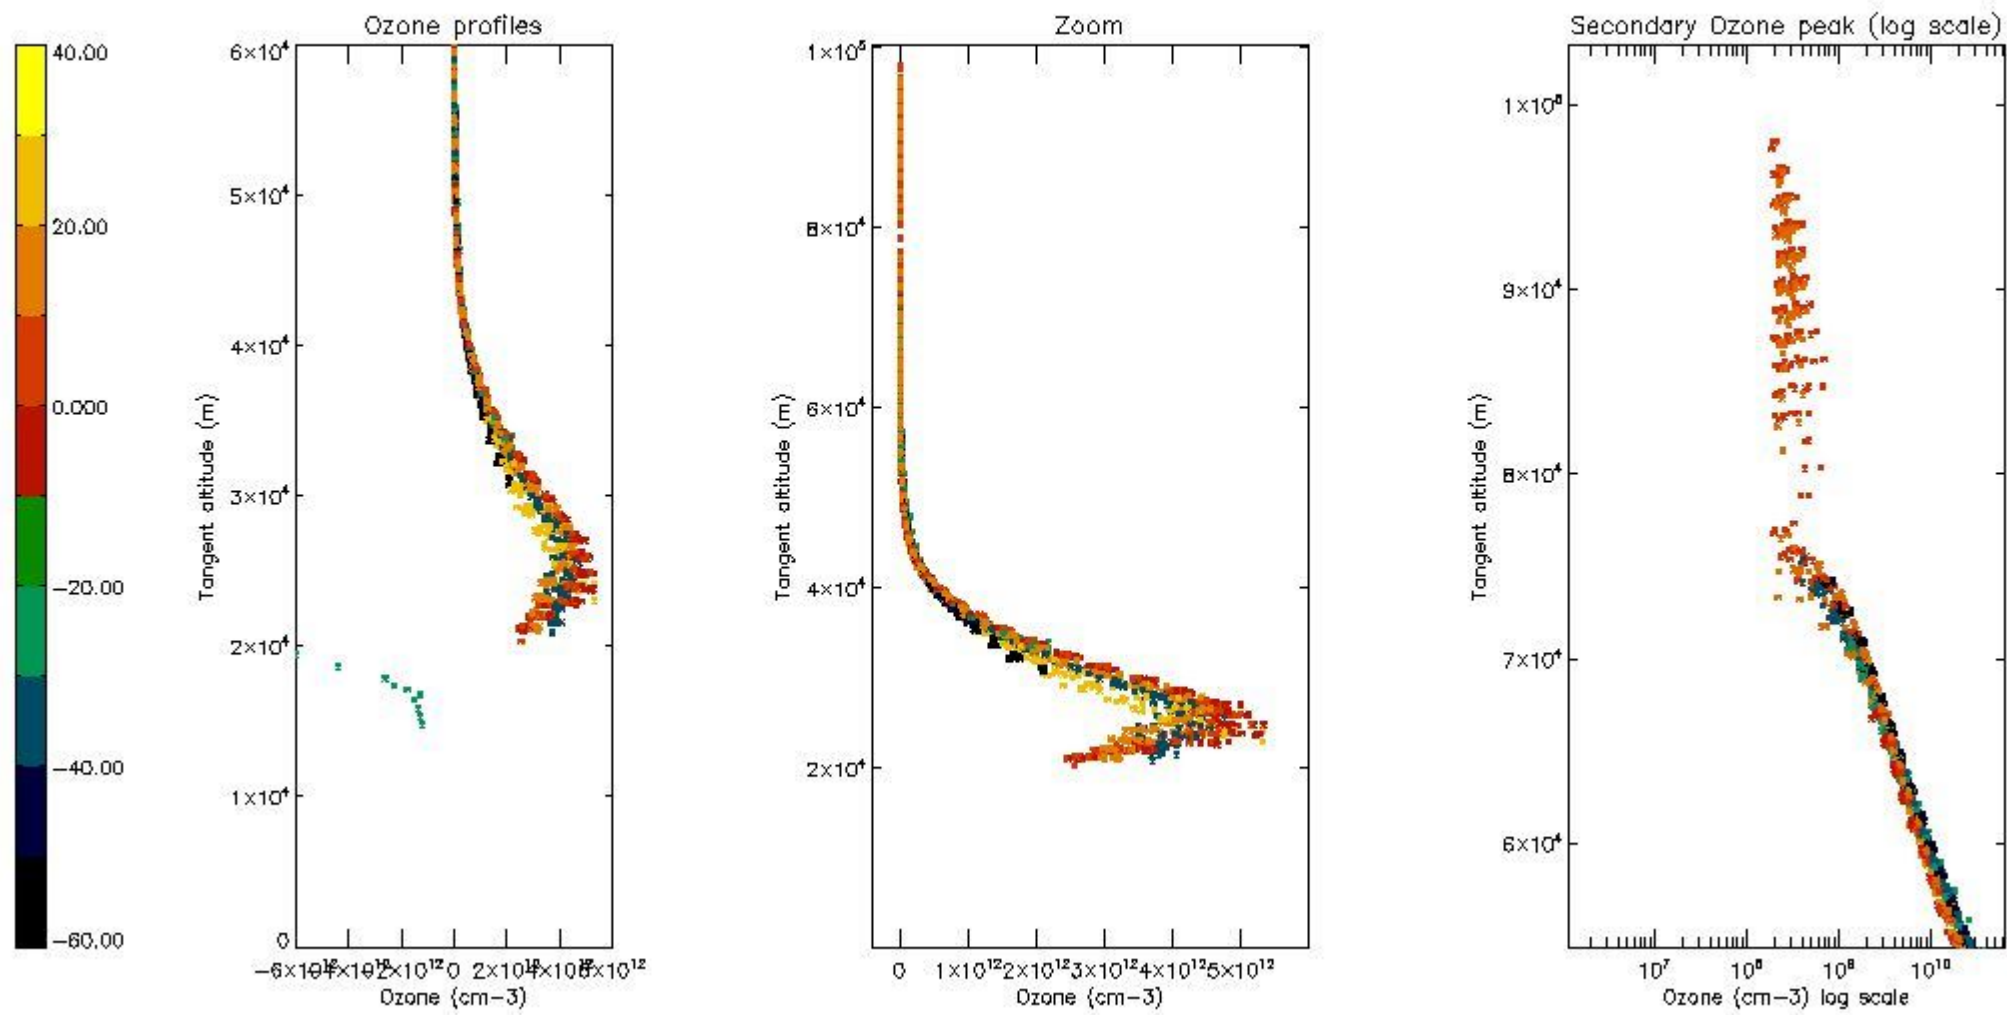 Ozone profiles
Zoom
Secondary Ozone peak (log scale)
40.00
20.00
0.000
−20.00
−40.00
−60.00
6×10⁴
5×10⁴
4×10⁴
3×10⁴
2×10⁴
1×10⁴
0
Tangent altitude (m)
0
Ozone (cm−3)
1×10⁵
8×10⁴
6×10⁴
4×10⁴
2×10⁴
Tangent altitude (m)
0 1×10¹² 2×10¹² 3×10¹² 4×10¹² 5×10¹²
Ozone (cm−3)
9×10⁴
8×10⁴
7×10⁴
6×10⁴
Tangent altitude (m)
10⁷ 10¹⁰
Ozone (cm−3) log scale